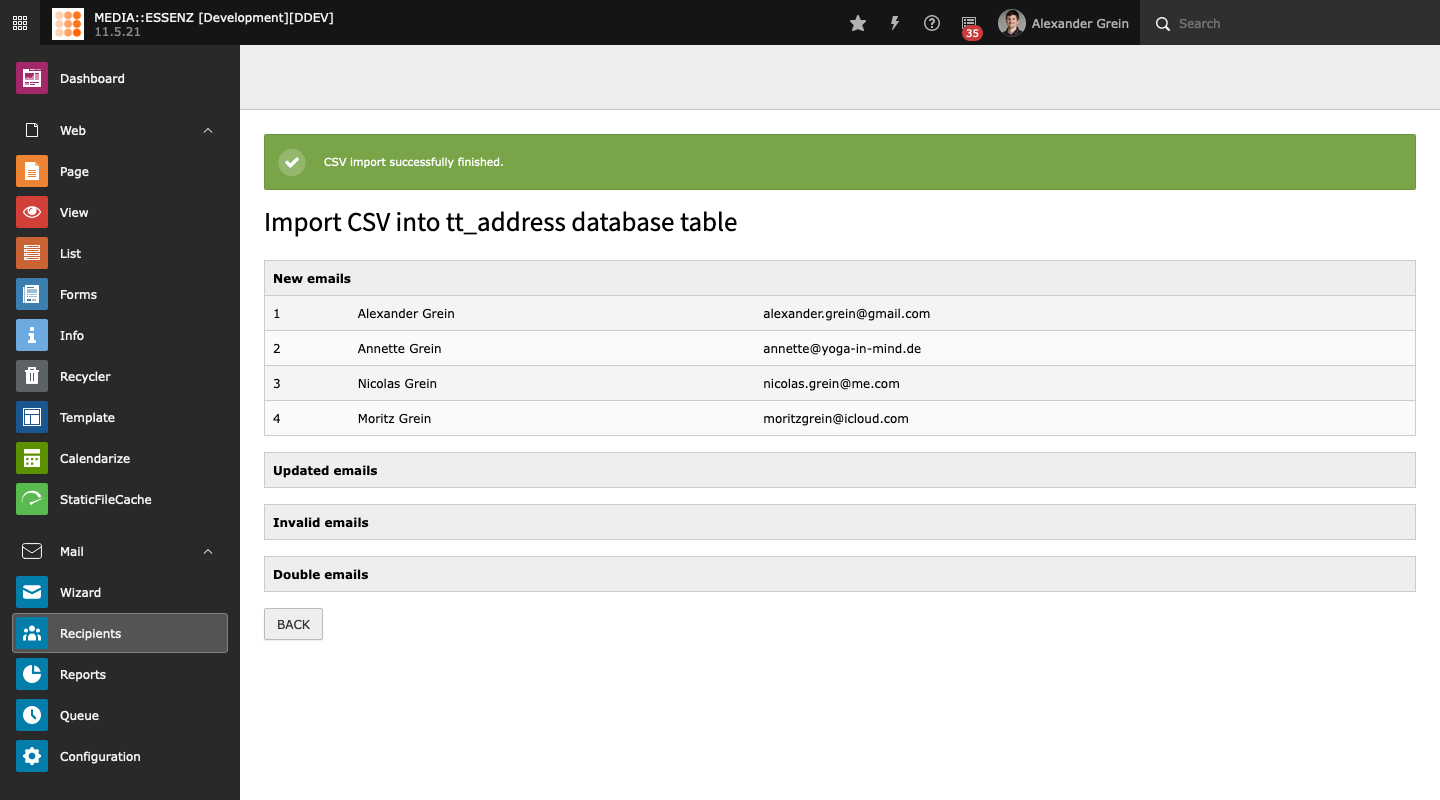 MEDIA::ESSENZ [Development][DDEV]
11.5.21
35
Alexander Grein
Search
Dashboard
Web
Page
View
List
Forms
Info
Recycler
Template
Calendarize
StaticFileCache
Mail
Wizard
Recipients
Reports
Queue
Configuration
CSV import successfully finished.
Import CSV into tt_address database table
New emails
1 Alexander Grein alexander.grein@gmail.com
2 Annette Grein annette@yoga-in-mind.de
3 Nicolas Grein nicolas.grein@me.com
4 Moritz Grein moritzgrein@icloud.com
Updated emails
Invalid emails
Double emails
BACK